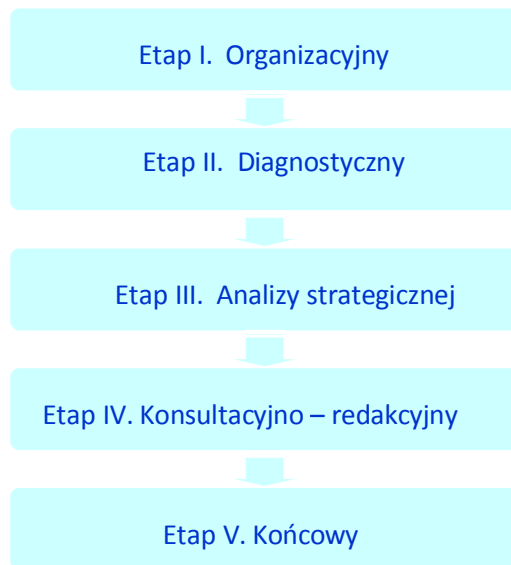 Etap I.  Organizacyjny
Etap II.  Diagnostyczny
Etap III.  Analizy strategicznej
Etap IV. Konsultacyjno – redakcyjny
Etap V. Końcowy